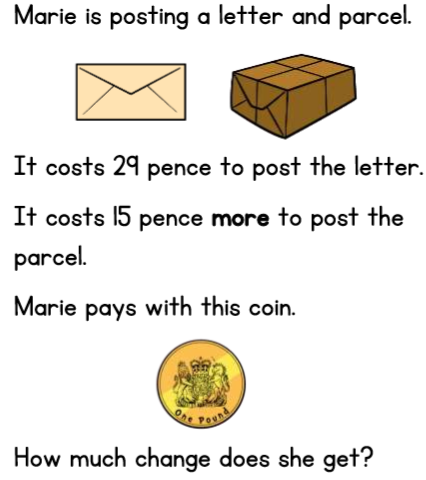 Marie is posting a letter and parcel.
It costs 29 pence to post the letter.
It costs 15 pence more to post the
parcel.
Marie pays with this coin.
One Pound
How much change does she get?